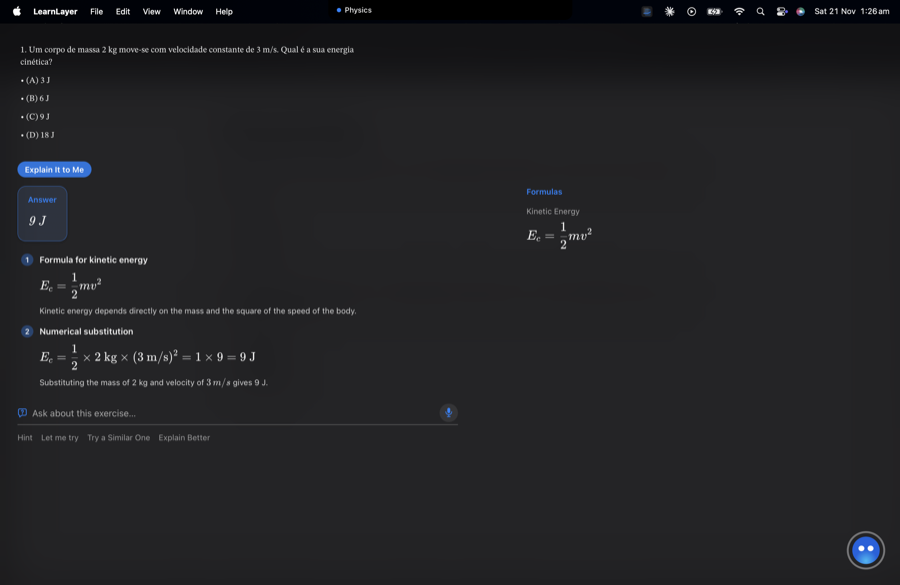 LearnLayer File Edit View Window Help
Physics
Sat 21 Nov 1:26 am
1. Um corpo de massa 2 kg move-se com velocidade constante de 3 m/s. Qual é a sua energia
cinética?
• (A) 3 J
• (B) 6 J
• (C) 9 J
• (D) 18 J
Explain It to Me
Answer
9 J
1 Formula for kinetic energy
E_c = 1/2 mv²
Kinetic energy depends directly on the mass and the square of the speed of the body.
2 Numerical substitution
E_c = 1/2 × 2 kg × (3 m/s)² = 1 × 9 = 9 J
Substituting the mass of 2 kg and velocity of 3 m/s gives 9 J.
Ask about this exercise...
Hint Let me try Try a Similar One Explain Better
Formulas
Kinetic Energy
E_c = 1/2 mv²